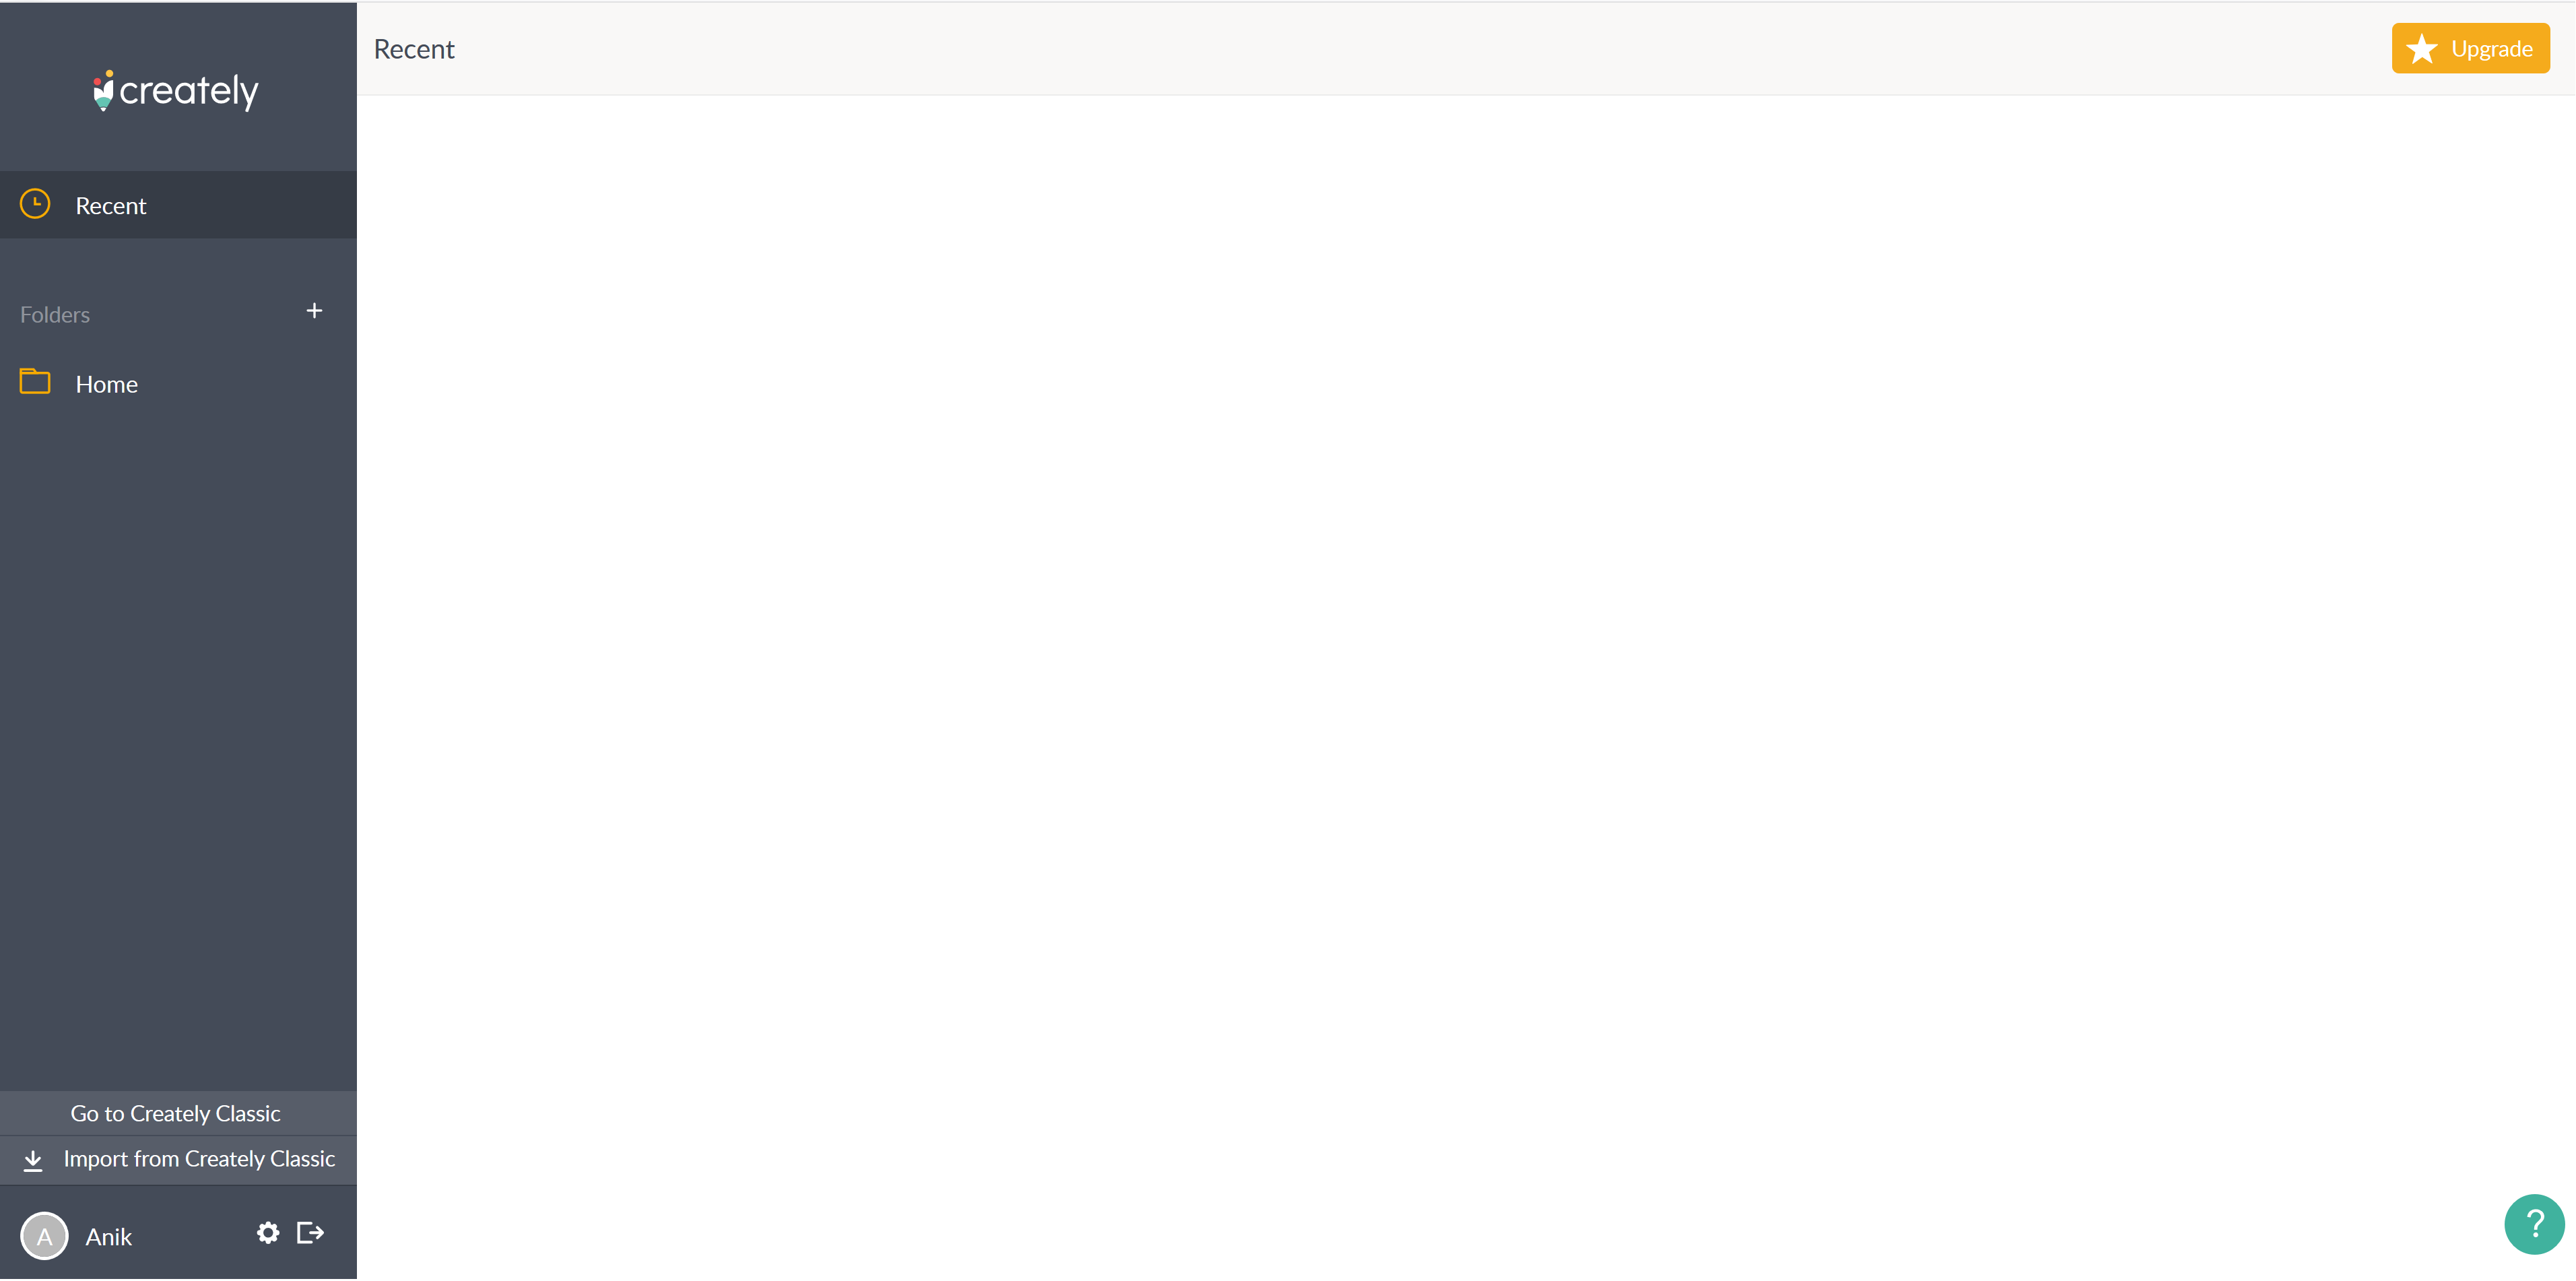 creately
Recent
Upgrade
Recent
Folders
+
Home
Go to Creately Classic
Import from Creately Classic
A
Anik
?